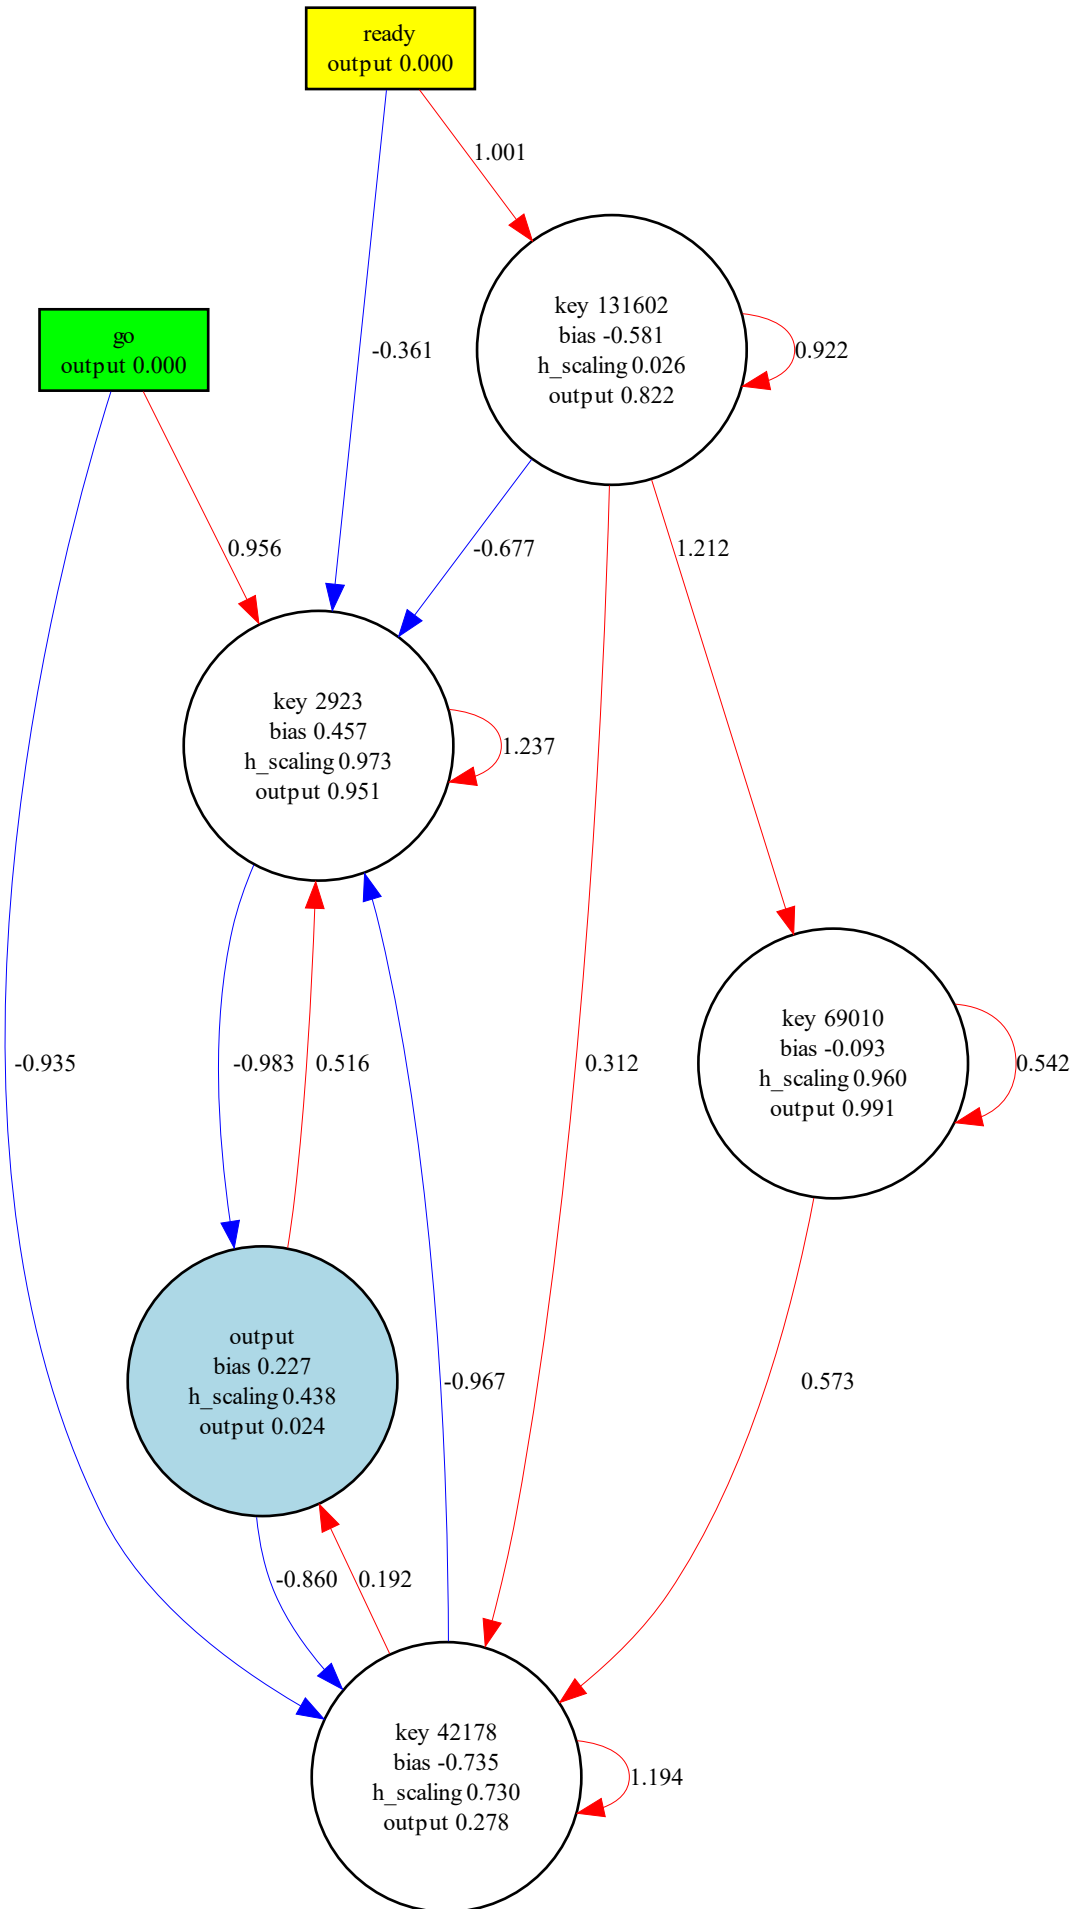 ready
output 0.000
1.001
go
output 0.000
-0.361
key 131602
bias -0.581
h_scaling 0.026
output 0.822
0.922
0.956
-0.677
1.212
key 2923
bias 0.457
h_scaling 0.973
output 0.951
1.237
-0.935
-0.983
0.516
0.312
key 69010
bias -0.093
h_scaling 0.960
output 0.991
0.542
output
bias 0.227
h_scaling 0.438
output 0.024
-0.967
0.573
-0.860
0.192
key 42178
bias -0.735
h_scaling 0.730
output 0.278
1.194